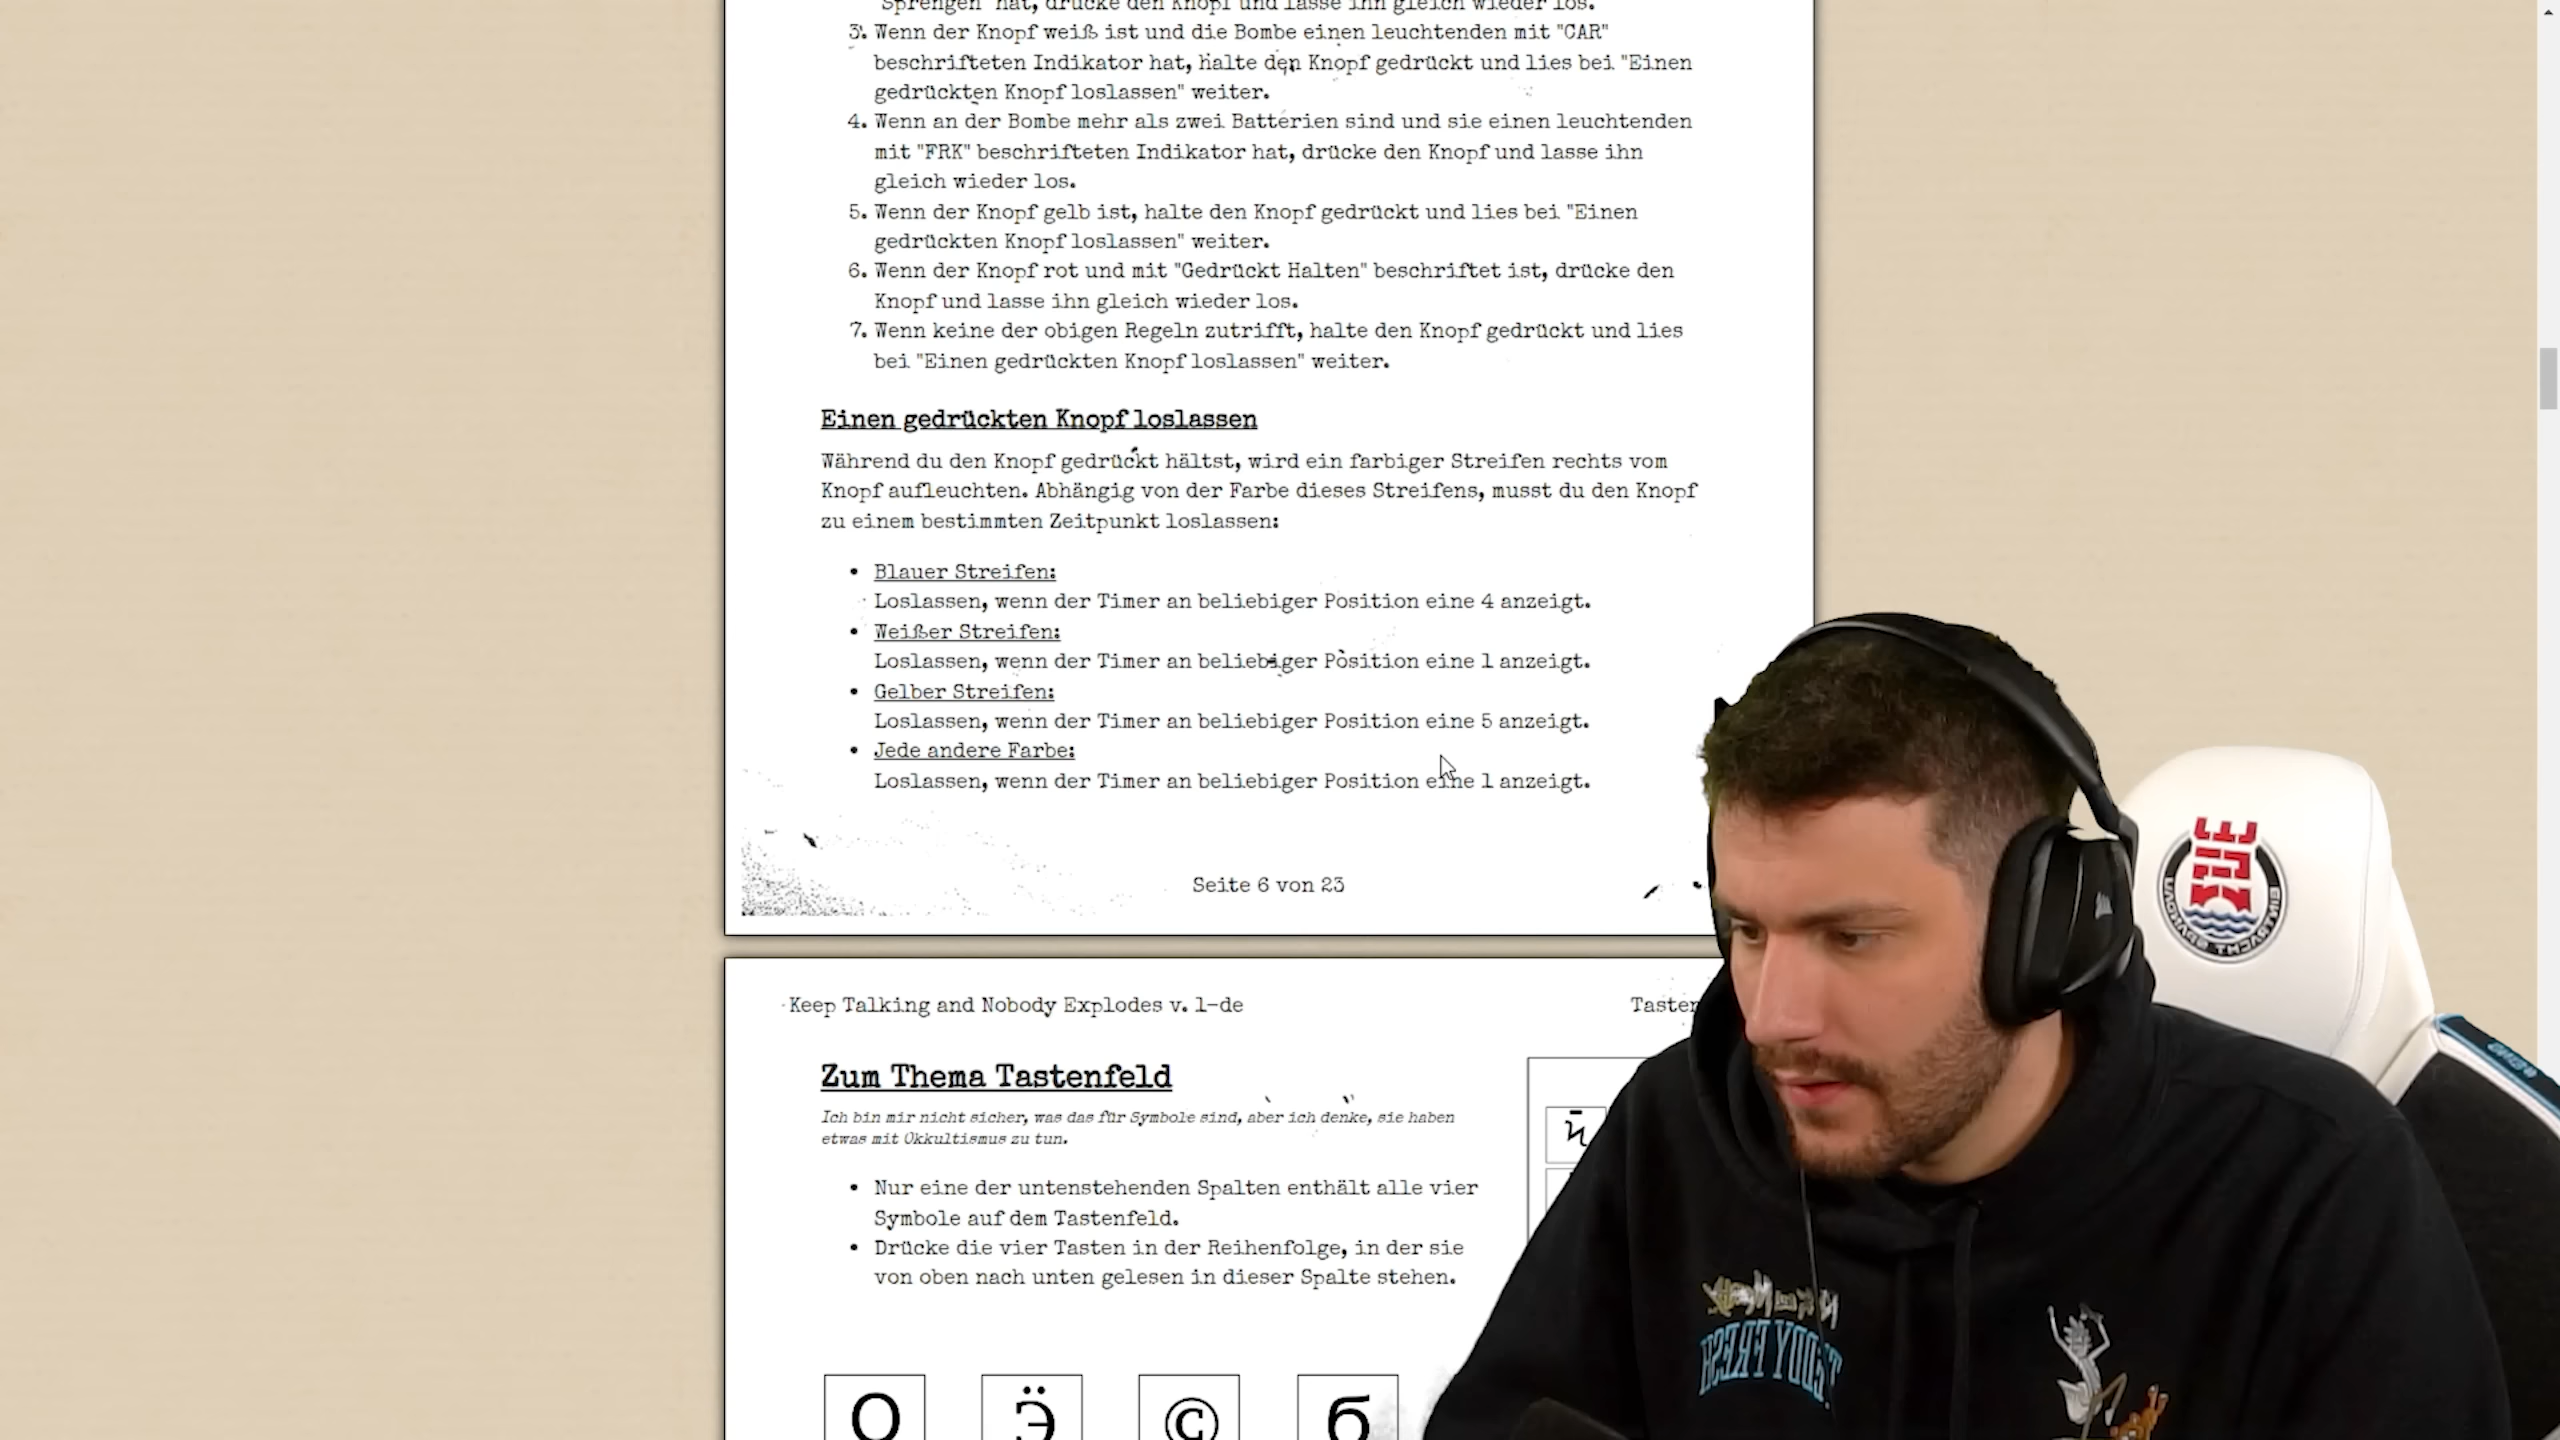 "Sprengen" hat, drücke den Knopf und lasse ihn gleich wieder los.
3. Wenn der Knopf weiß ist und die Bombe einen leuchtenden mit "CAR"
beschrifteten Indikator hat, halte den Knopf gedrückt und lies bei "Einen
gedrückten Knopf loslassen" weiter.
4. Wenn an der Bombe mehr als zwei Batterien sind und sie einen leuchtenden
mit "FRK" beschrifteten Indikator hat, drücke den Knopf und lasse ihn
gleich wieder los.
5. Wenn der Knopf gelb ist, halte den Knopf gedrückt und lies bei "Einen
gedrückten Knopf loslassen" weiter.
6. Wenn der Knopf rot und mit "Gedrückt Halten" beschriftet ist, drücke den
Knopf und lasse ihn gleich wieder los.
7. Wenn keine der obigen Regeln zutrifft, halte den Knopf gedrückt und lies
bei "Einen gedrückten Knopf loslassen" weiter.
Einen gedrückten Knopf loslassen
Während du den Knopf gedrückt hältst, wird ein farbiger Streifen rechts vom
Knopf aufleuchten. Abhängig von der Farbe dieses Streifens, musst du den Knopf
zu einem bestimmten Zeitpunkt loslassen:
• Blauer Streifen:
Loslassen, wenn der Timer an beliebiger Position eine 4 anzeigt.
• Weißer Streifen:
Loslassen, wenn der Timer an beliebiger Position eine 1 anzeigt.
• Gelber Streifen:
Loslassen, wenn der Timer an beliebiger Position eine 5 anzeigt.
• Jede andere Farbe:
Loslassen, wenn der Timer an beliebiger Position eine 1 anzeigt.
Seite 6 von 23
Keep Talking and Nobody Explodes v. 1-de
Zum Thema Tastenfeld
Ich bin mir nicht sicher, was das für Symbole sind, aber ich denke, sie haben
etwas mit Okkultismus zu tun.
• Nur eine der untenstehenden Spalten enthält alle vier
Symbole auf dem Tastenfeld.
• Drücke die vier Tasten in der Reihenfolge, in der sie
von oben nach unten gelesen in dieser Spalte stehen.
Ӭ © б
TEDDY FRESH